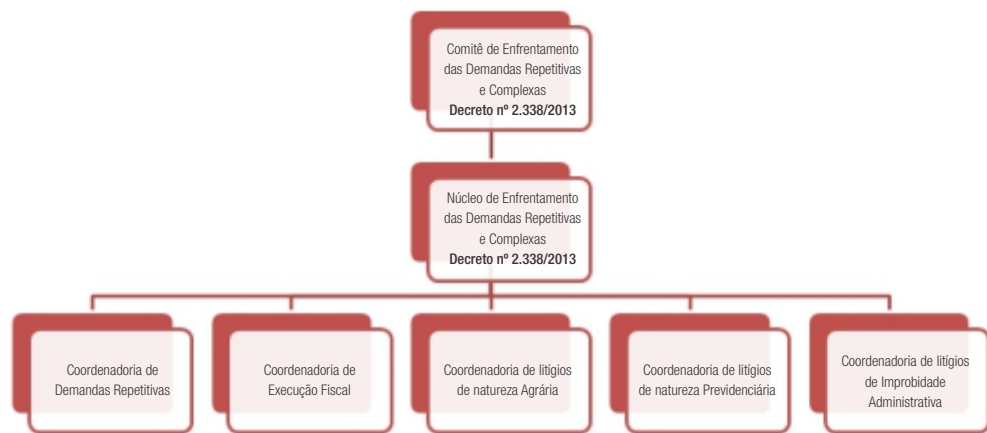 Comitê de Enfrentamento
das Demandas Repetitivas
e Complexas
Decreto nº 2.338/2013
Núcleo de Enfrentamento
das Demandas Repetitivas
e Complexas
Decreto nº 2.338/2013
Coordenadoria de
Demandas Repetitivas
Coordenadoria de
Execução Fiscal
Coordenadoria de litígios
de natureza Agrária
Coordenadoria de litígios
de natureza Previdenciária
Coordenadoria de litígios
de Improbidade
Administrativa